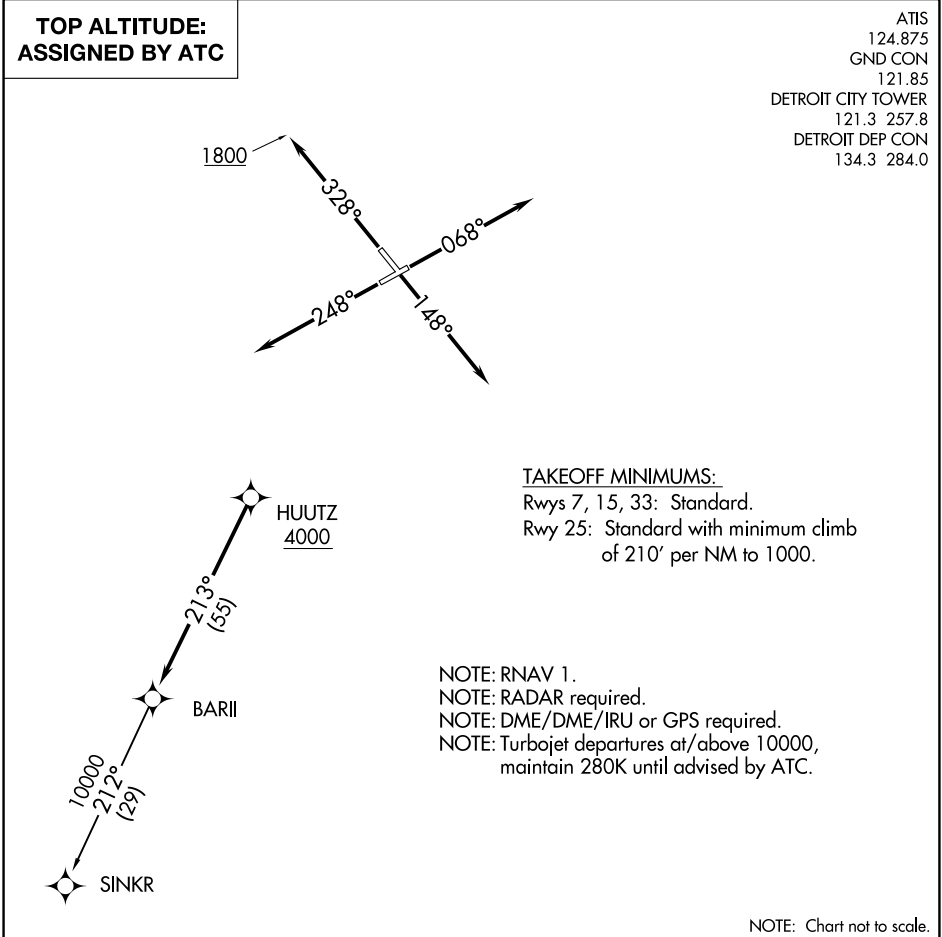 TOP ALTITUDE:
ASSIGNED BY ATC
ATIS
124.875
GND CON
121.85
DETROIT CITY TOWER
121.3 257.8
DETROIT DEP CON
134.3 284.0
1800
328°
068°
248°
148°
HUUTZ
4000
213°
(55)
BARII
10000
212°
(29)
SINKR
TAKEOFF MINIMUMS:
Rwys 7, 15, 33: Standard.
Rwy 25: Standard with minimum climb
of 210' per NM to 1000.
NOTE: RNAV 1.
NOTE: RADAR required.
NOTE: DME/DME/IRU or GPS required.
NOTE: Turbojet departures at/above 10000,
maintain 280K until advised by ATC.
NOTE: Chart not to scale.